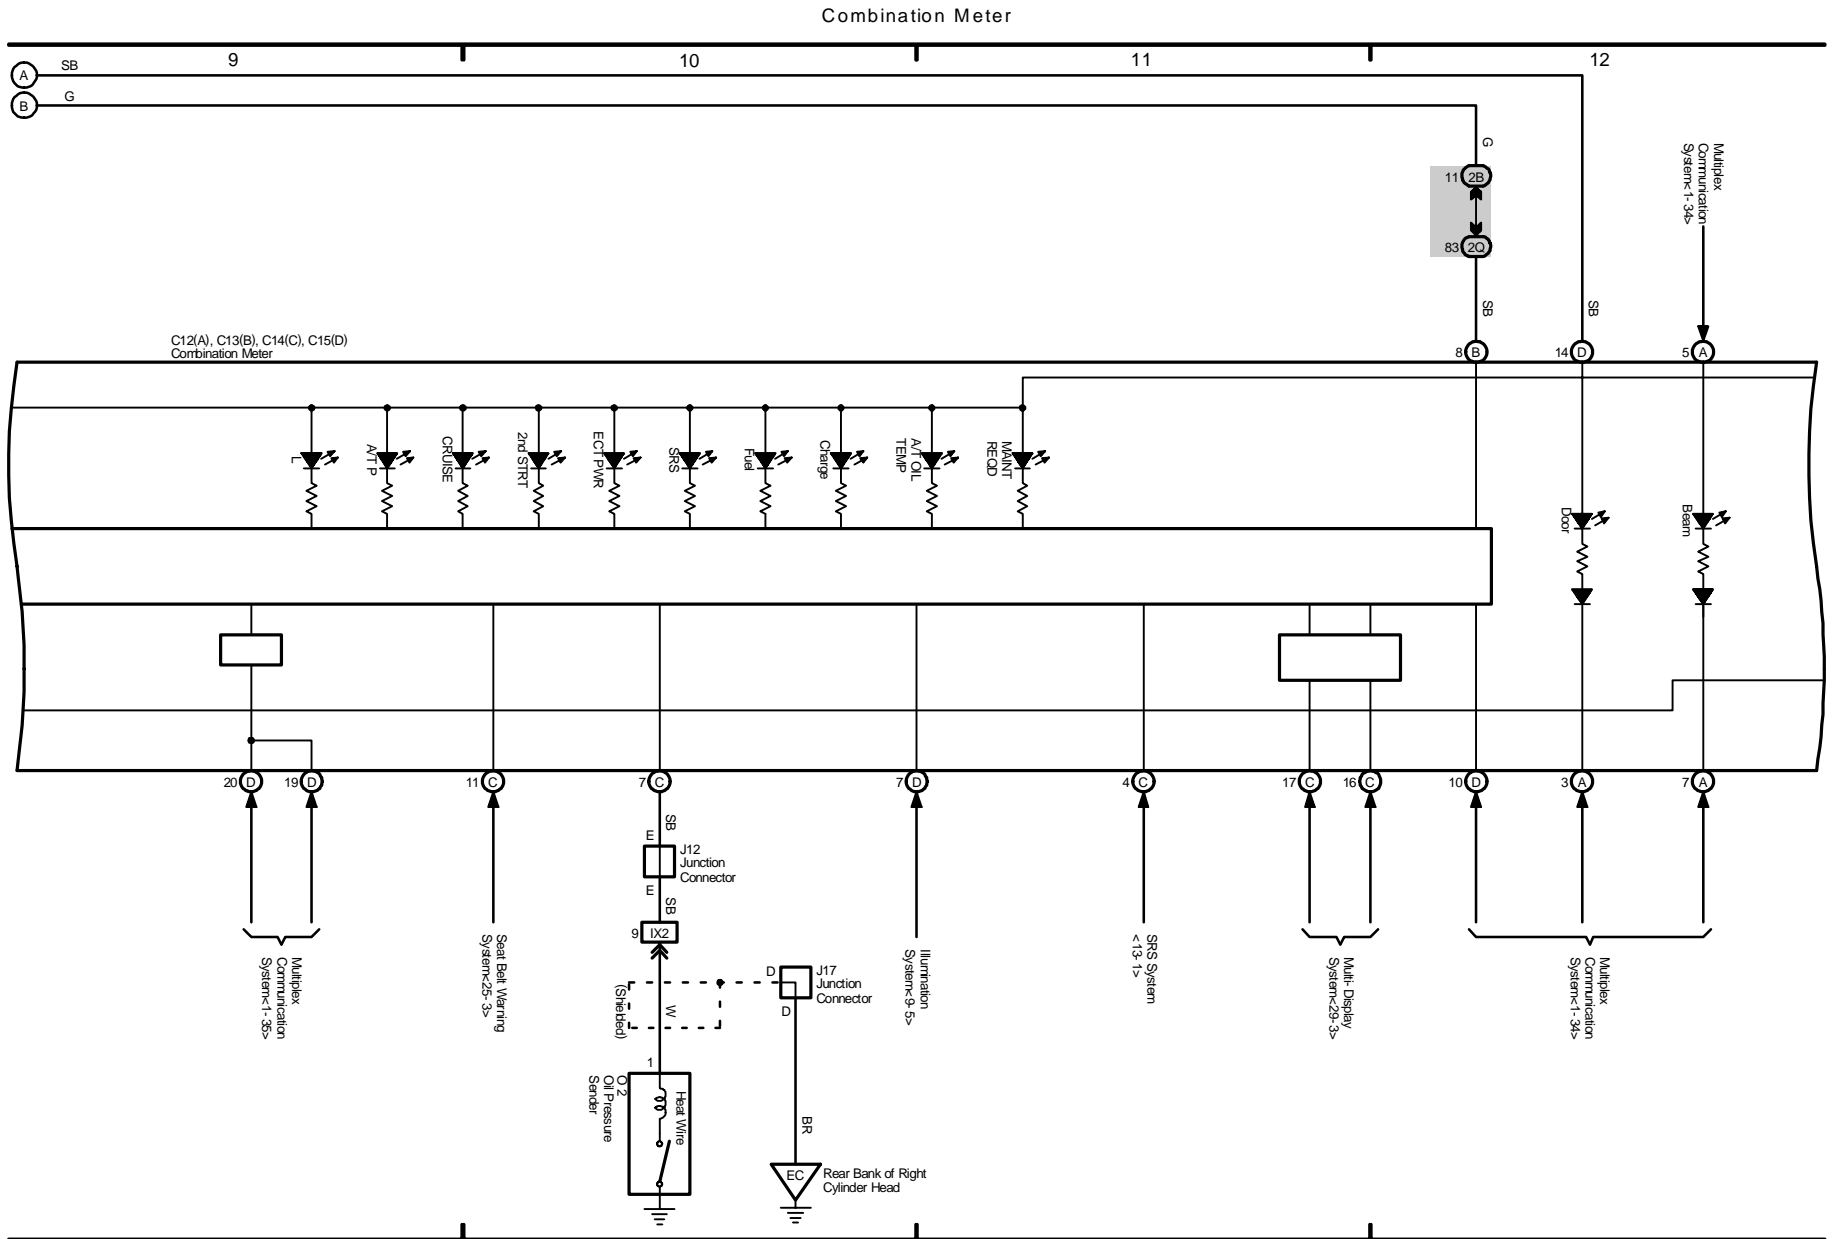 Combination Meter
9
10
11
12
A
SB
B
G
G
11
2B
83
2Q
Multiplex
Communication
System<1-34>
SB
SB
C12(A), C13(B), C14(C), C15(D)
Combination Meter
8
B
14
D
5
A
L
A/T P
CRUISE
2nd STRT
ECT PWR
SRS
Fuel
Charge
A/T OIL
TEMP
MAINT
REQD
Door
Beam
20
D
19
D
11
C
7
C
7
D
4
C
17
C
16
C
10
D
3
A
7
A
SB
E
J12
Junction
Connector
E
SB
9
IX2
Multiplex
Communication
System<1-35>
Seat Belt Warning
System<25-3>
(Shielded)
W
D
J17
Junction
Connector
D
Illumination
System<9-5>
SRS System
<13-1>
Multi-Display
System<29-3>
Multiplex
Communication
System<1-34>
1
O 2
Oil Pressure
Sender
Heat Wire
BR
EC
Rear Bank of Right
Cylinder Head